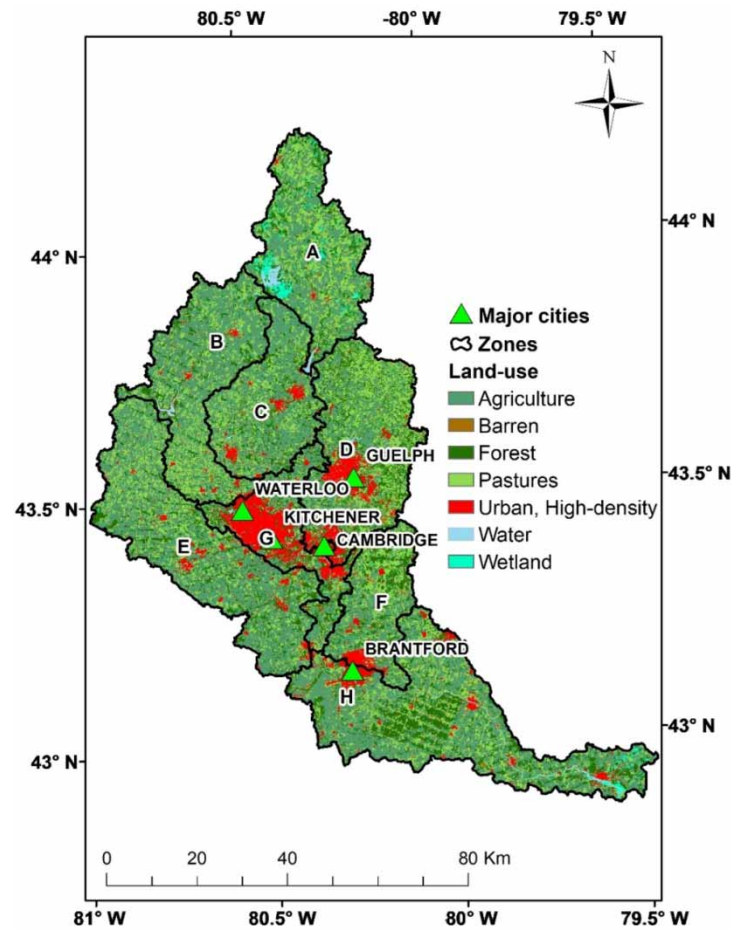 80.5° W -80° W 79.5° W
N
44° N
44° N
A
B
C
Major cities
Zones
Land-use
Agriculture
Barren
Forest
Pastures
Urban, High-density
Water
Wetland
D
GUELPH
43.5° N
WATERLOO
43.5° N
KITCHENER
G
CAMBRIDGE
E
F
BRANTFORD
H
43° N
43° N
0 20 40 80 Km
81° W 80.5° W 80° W 79.5° W